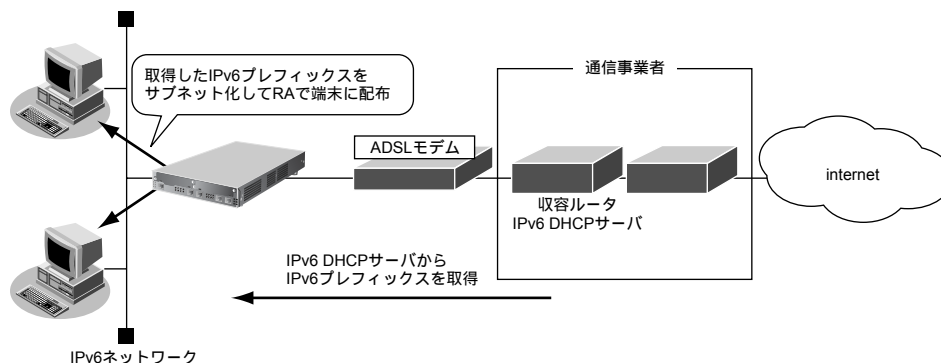 取得したIPv6プレフィックスを
サブネット化してRAで端末に配布
通信事業者
ADSLモデム
internet
収容ルータ
IPv6 DHCPサーバ
IPv6 DHCPサーバから
IPv6プレフィックスを取得
IPv6ネットワーク